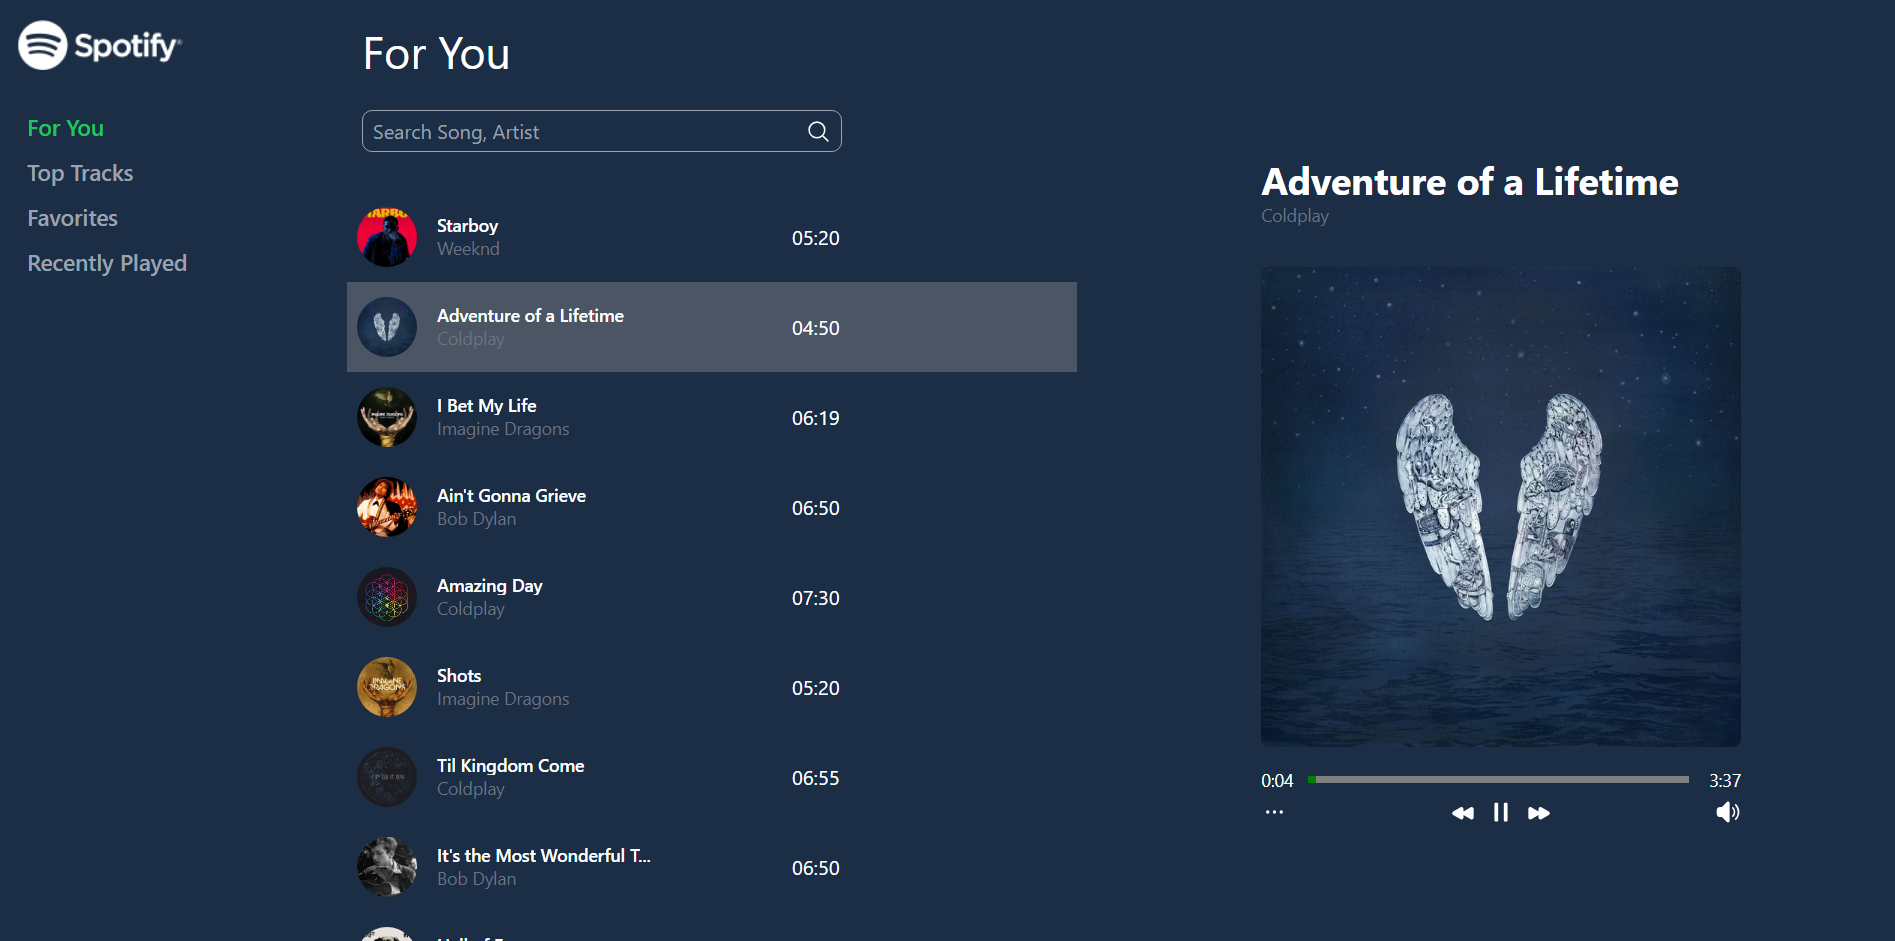 Spotify
For You
Top Tracks
Favorites
Recently Played
For You
Search Song, Artist
Starboy
Weeknd
05:20
Adventure of a Lifetime
Coldplay
04:50
I Bet My Life
Imagine Dragons
06:19
Ain't Gonna Grieve
Bob Dylan
06:50
Amazing Day
Coldplay
07:30
Shots
Imagine Dragons
05:20
IMAGINE
DRAGONS
Til Kingdom Come
Coldplay
06:55
It's the Most Wonderful T...
Bob Dylan
06:50
Adventure of a Lifetime
Coldplay
0:04
3:37